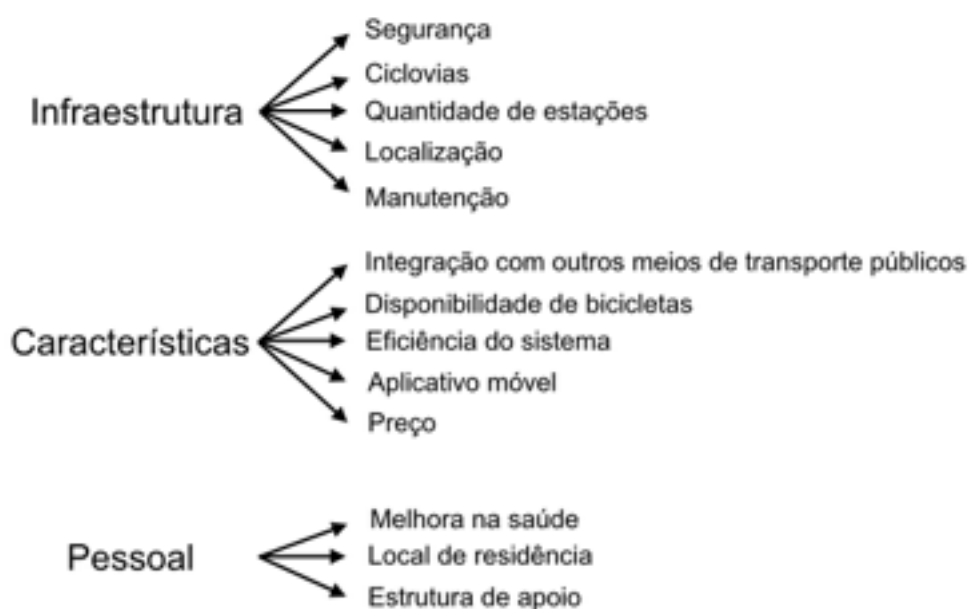 Infraestrutura
Segurança
Ciclovias
Quantidade de estações
Localização
Manutenção
Características
Integração com outros meios de transporte públicos
Disponibilidade de bicicletas
Eficiência do sistema
Aplicativo móvel
Preço
Pessoal
Melhora na saúde
Local de residência
Estrutura de apoio